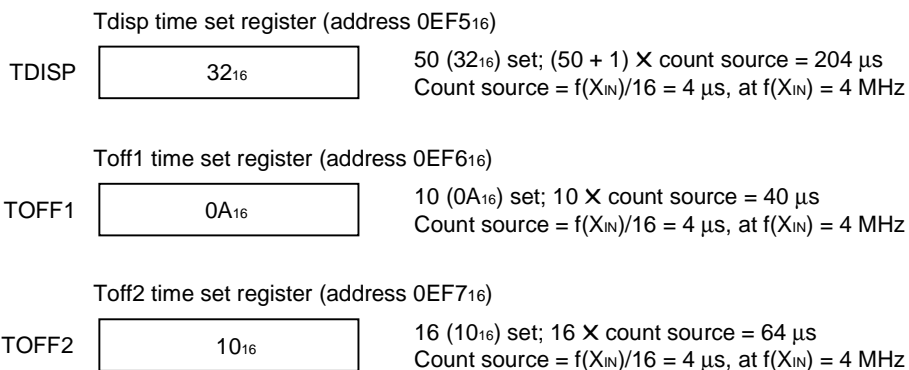 Tdisp time set register (address 0EF5₁₆)
TDISP
32₁₆
50 (32₁₆) set; (50 + 1) ✕ count source = 204 μs
Count source = f(XIN)/16 = 4 μs, at f(XIN) = 4 MHz
Toff1 time set register (address 0EF6₁₆)
TOFF1
0A₁₆
10 (0A₁₆) set; 10 ✕ count source = 40 μs
Count source = f(XIN)/16 = 4 μs, at f(XIN) = 4 MHz
Toff2 time set register (address 0EF7₁₆)
TOFF2
10₁₆
16 (10₁₆) set; 16 ✕ count source = 64 μs
Count source = f(XIN)/16 = 4 μs, at f(XIN) = 4 MHz